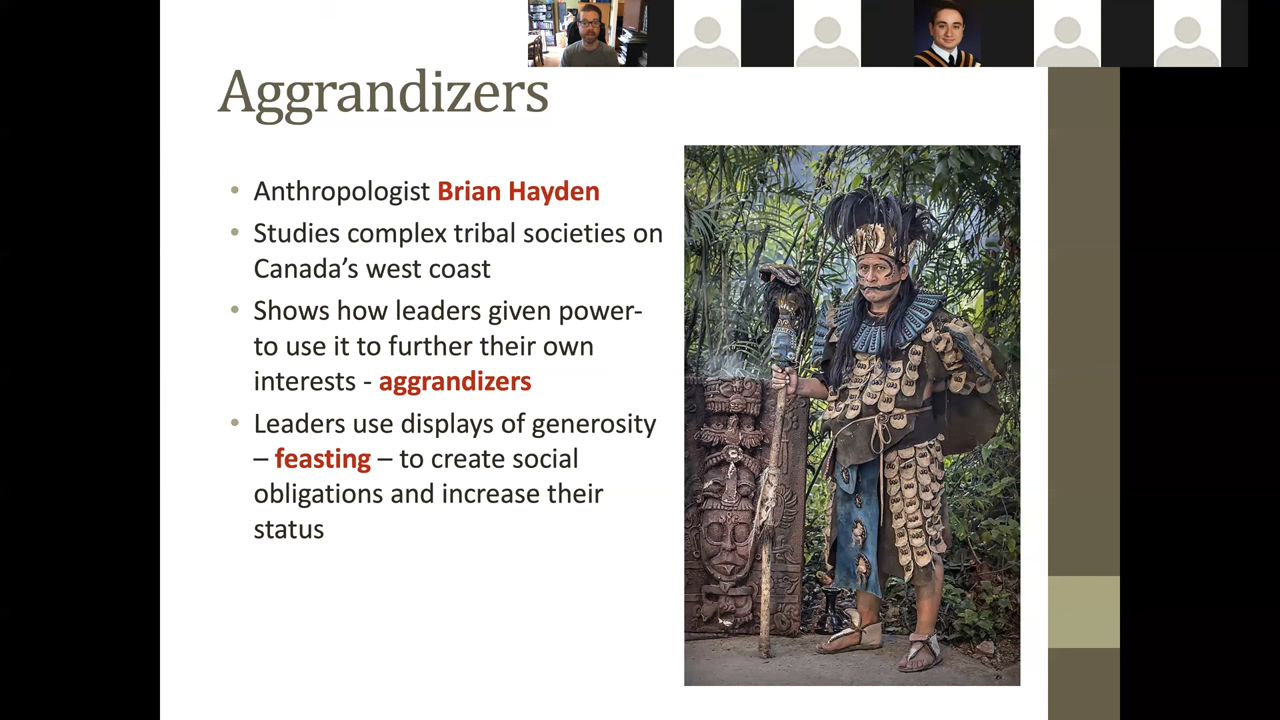 Aggrandizers
• Anthropologist Brian Hayden
• Studies complex tribal societies on
Canada’s west coast
• Shows how leaders given power-
to use it to further their own
interests - aggrandizers
• Leaders use displays of generosity
– feasting – to create social
obligations and increase their
status